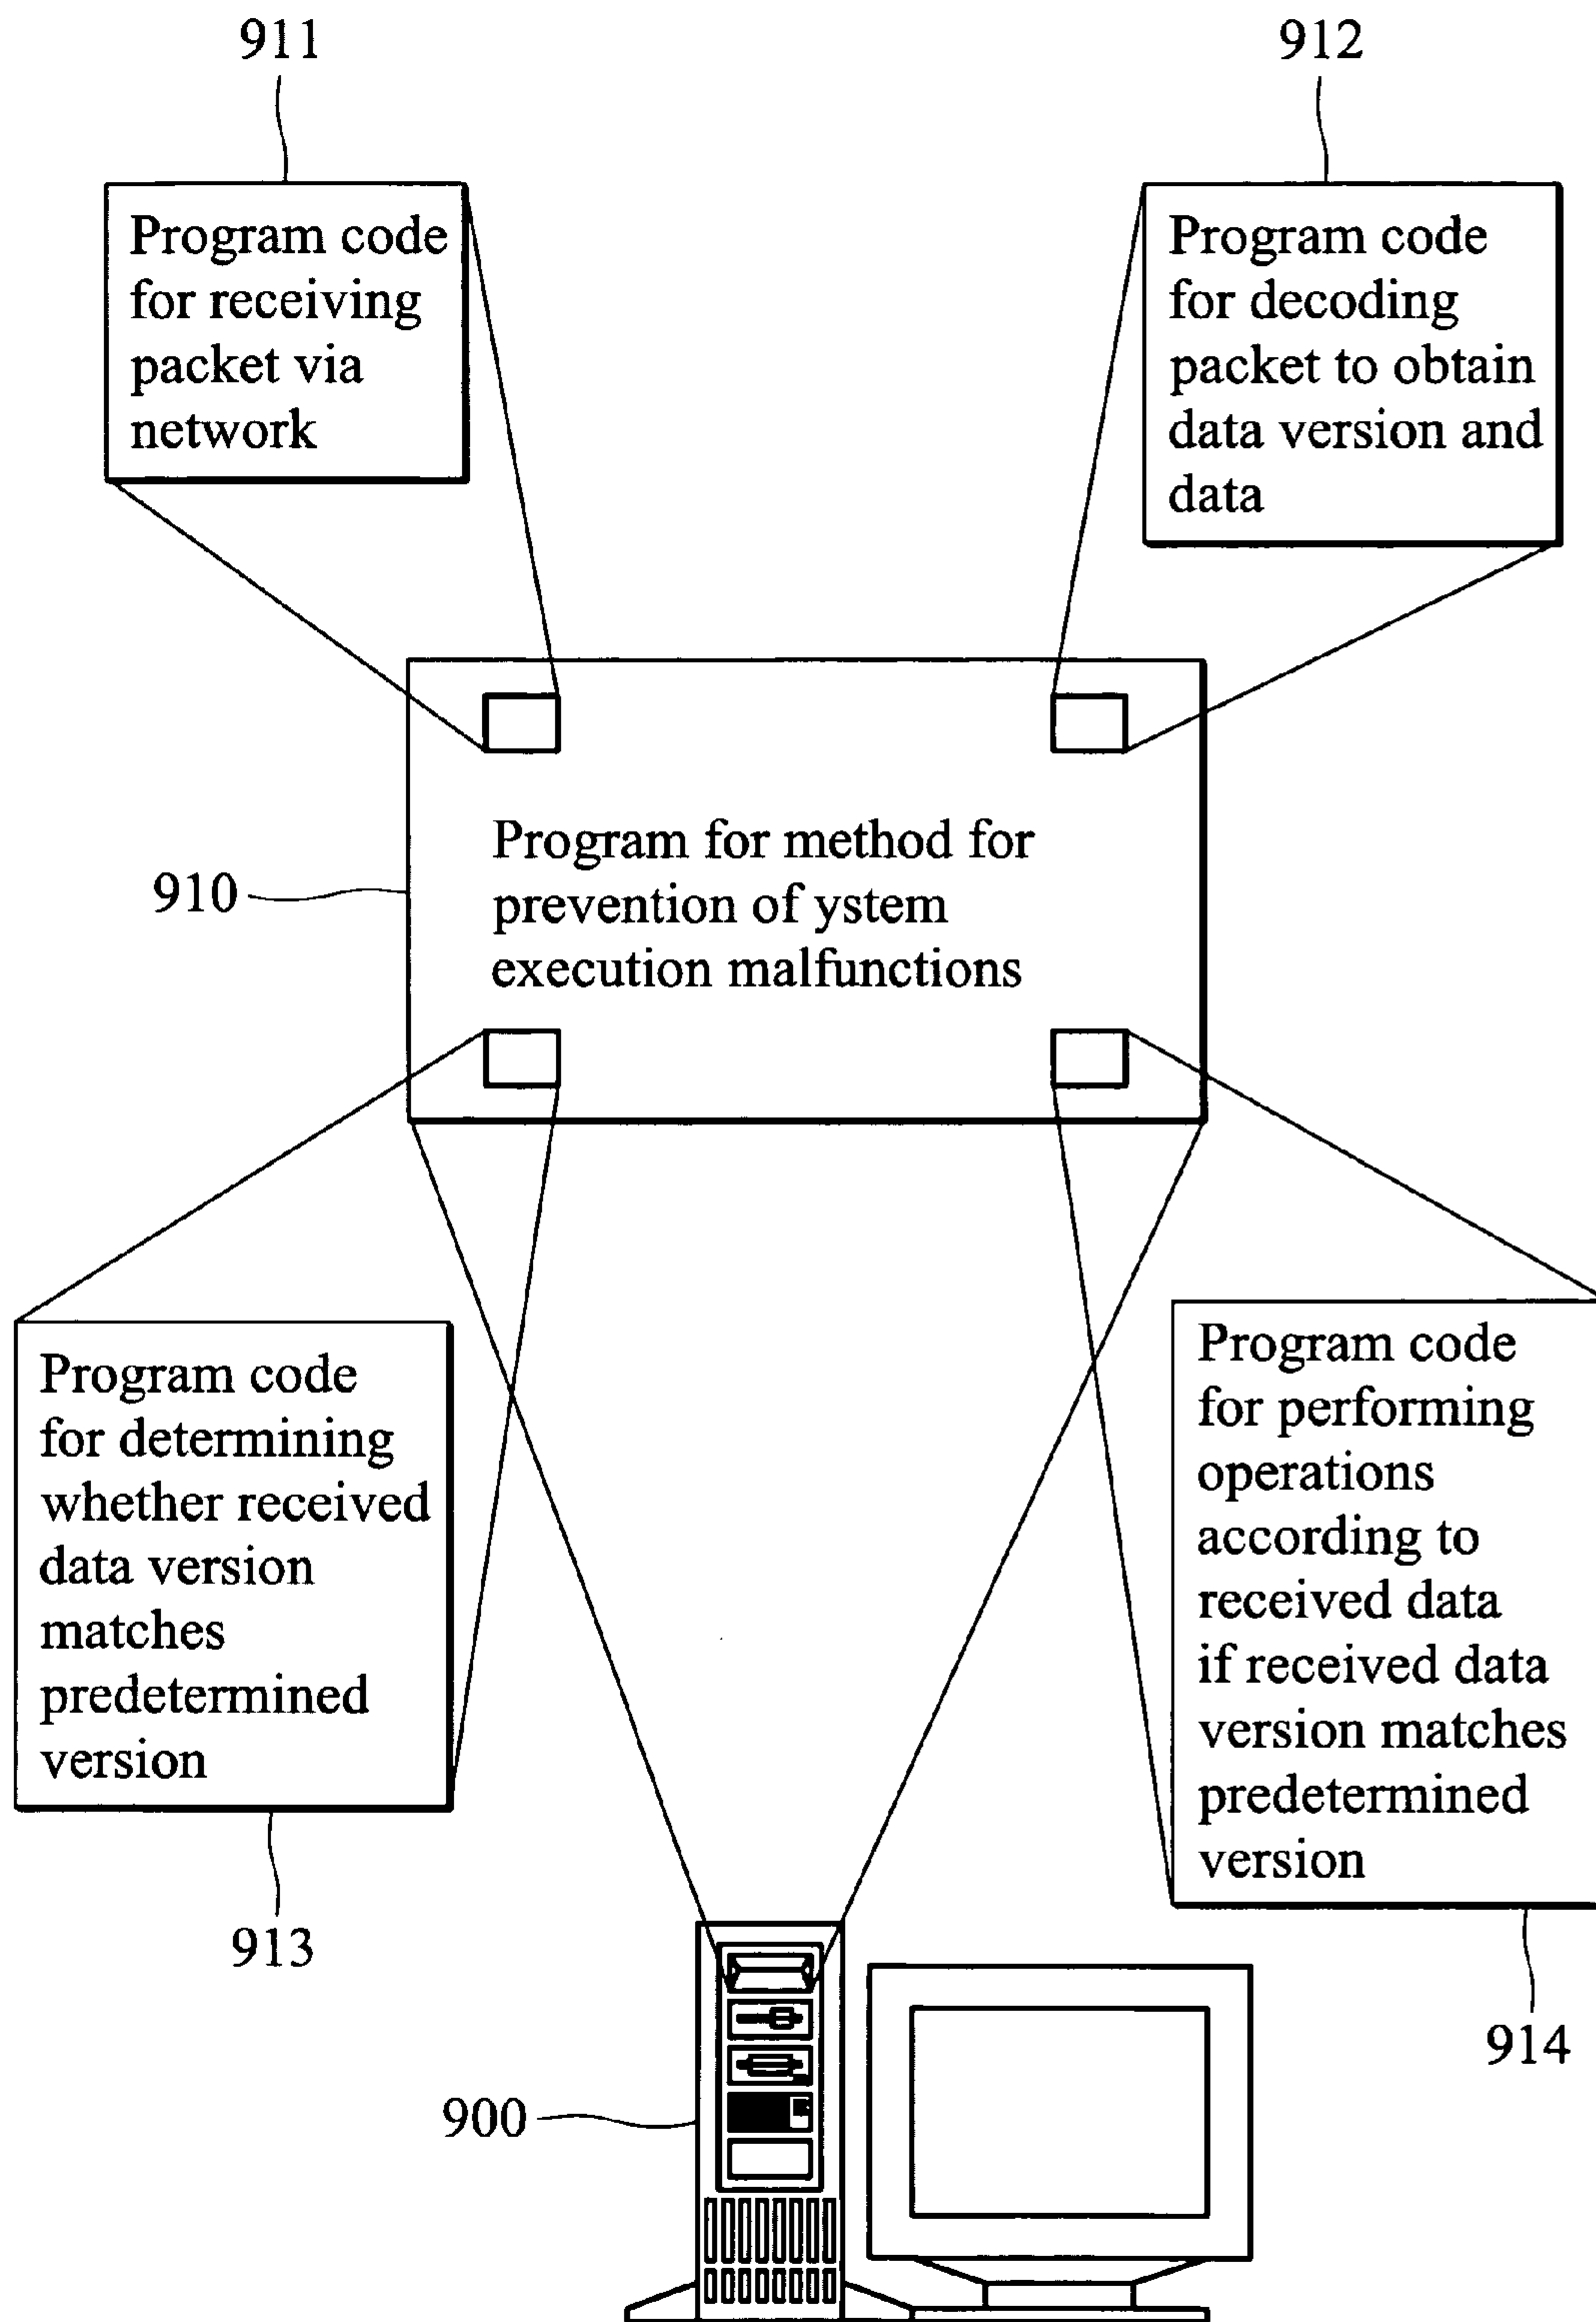 911
912
Program code
for receiving
packet via
network
Program code
for decoding
packet to obtain
data version and
data
910
Program for method for
prevention of ystem
execution malfunctions
Program code
for determining
whether received
data version
matches
predetermined
version
Program code
for performing
operations
according to
received data
if received data
version matches
predetermined
version
913
914
900